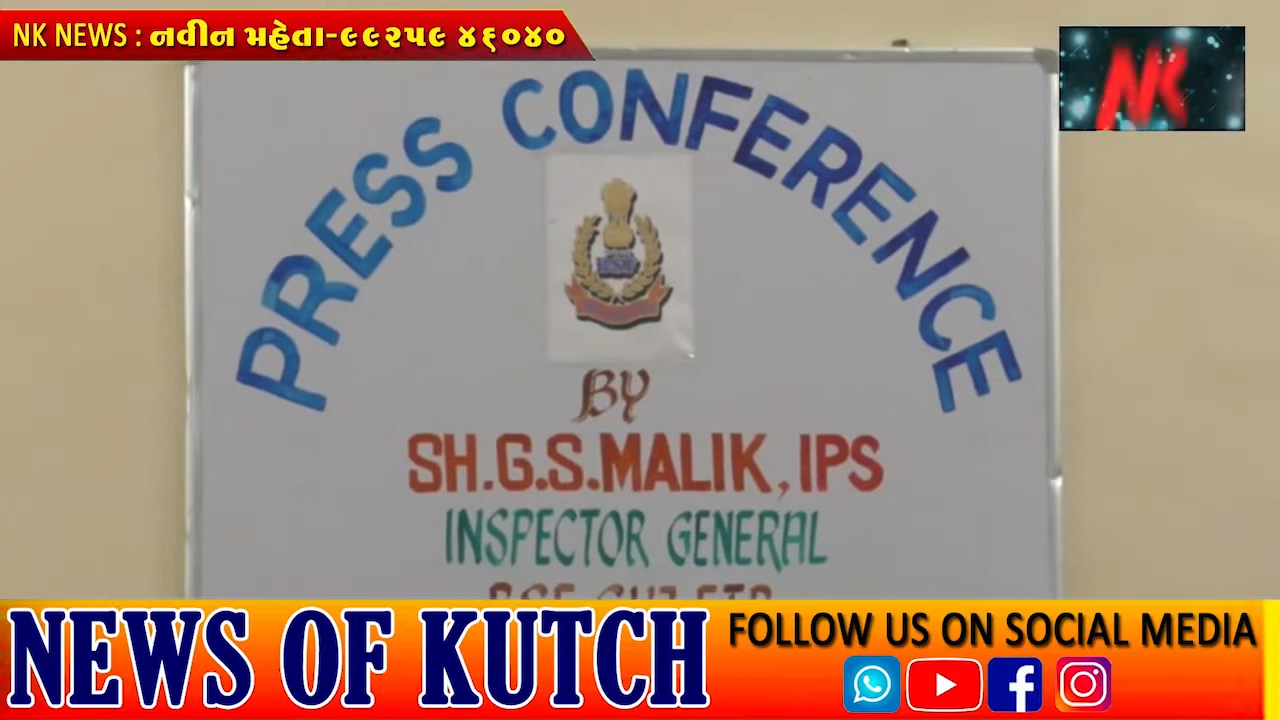 NK NEWS : નવીન મહેતા-૯૯૨૫૯ ૪૬૦૪૦
NK
PRESS CONFERENCE
BY
SH.G.S.MALIK, IPS
INSPECTOR GENERAL
NEWS OF KUTCH
FOLLOW US ON SOCIAL MEDIA